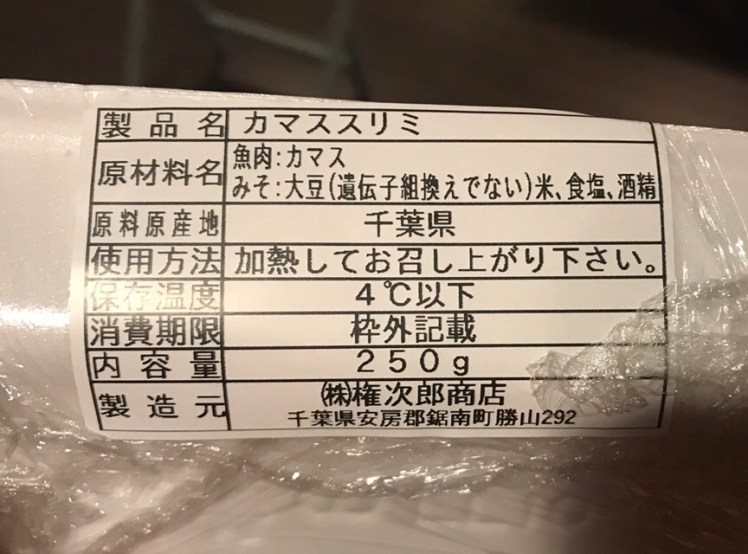 製品名 カマススリミ
原材料名 魚肉:カマス
みそ:大豆(遺伝子組換えでない)米、食塩、酒精
原料原産地 千葉県
使用方法 加熱してお召し上がり下さい。
保存温度 4℃以下
消費期限 枠外記載
内容量 250g
製造元 ㈱権次郎商店
千葉県安房郡鋸南町勝山292